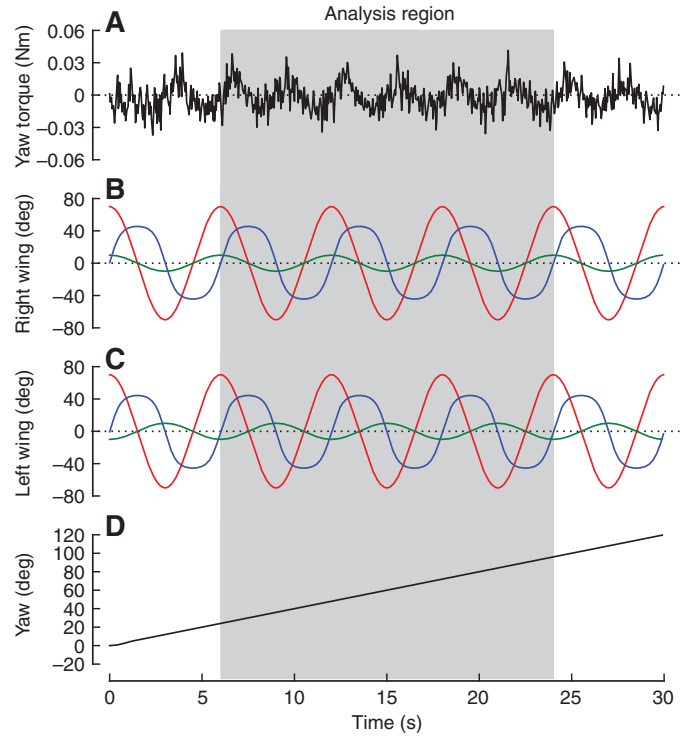 Analysis region
A
Yaw torque (Nm)
0.06
0.03
0
−0.03
−0.06
B
Right wing (deg)
80
40
0
−40
−80
C
Left wing (deg)
80
40
0
−40
−80
D
Yaw (deg)
120
100
80
60
40
20
0
−20
0 5 10 15 20 25 30
Time (s)